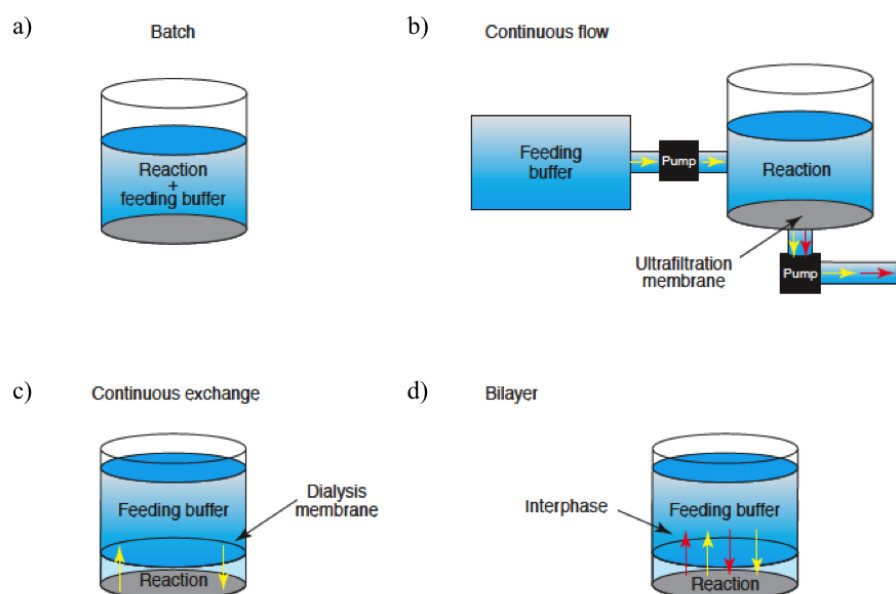 a)
Batch
Reaction
+
feeding buffer
b)
Continuous flow
Feeding
buffer
Pump
Reaction
Ultrafiltration
membrane
Pump
c)
Continuous exchange
Feeding buffer
Dialysis
membrane
Reaction
d)
Bilayer
Interphase
Feeding buffer
Reaction